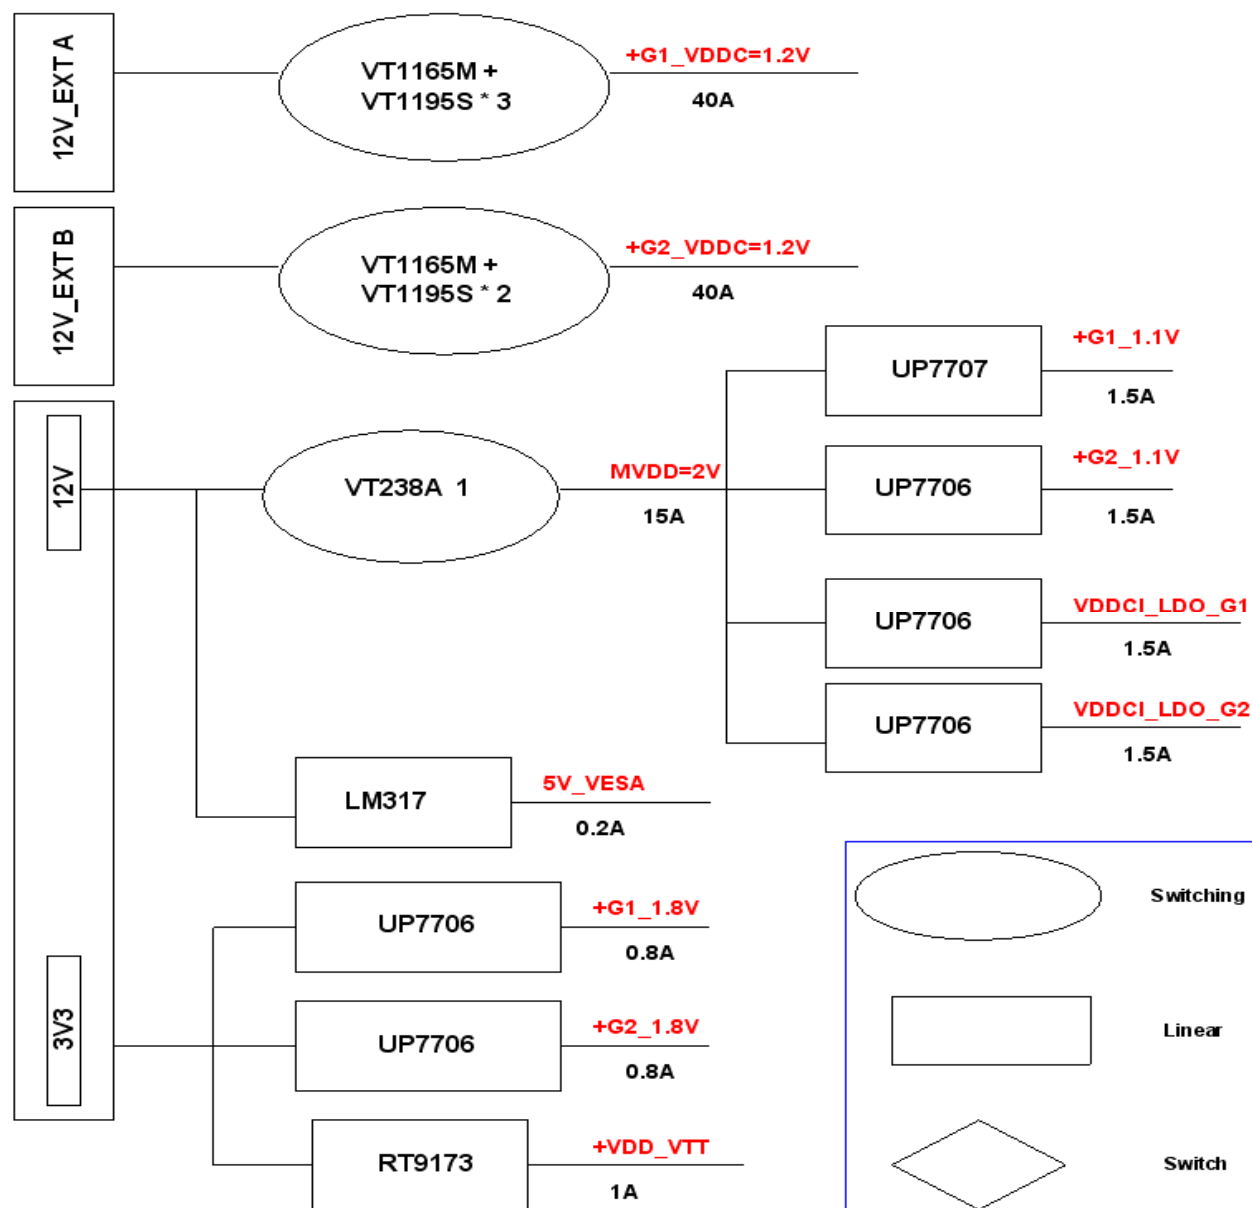 12V_EXT A
VT1165M +
VT1195S * 3
+G1_VDDC=1.2V
40A
12V_EXT B
VT1165M +
VT1195S * 2
+G2_VDDC=1.2V
40A
12V
VT238A 1
MVDD=2V
15A
UP7707
+G1_1.1V
1.5A
UP7706
+G2_1.1V
1.5A
UP7706
VDDCI_LDO_G1
1.5A
UP7706
VDDCI_LDO_G2
1.5A
LM317
5V_VESA
0.2A
3V3
UP7706
+G1_1.8V
0.8A
UP7706
+G2_1.8V
0.8A
RT9173
+VDD_VTT
1A
Switching
Linear
Switch